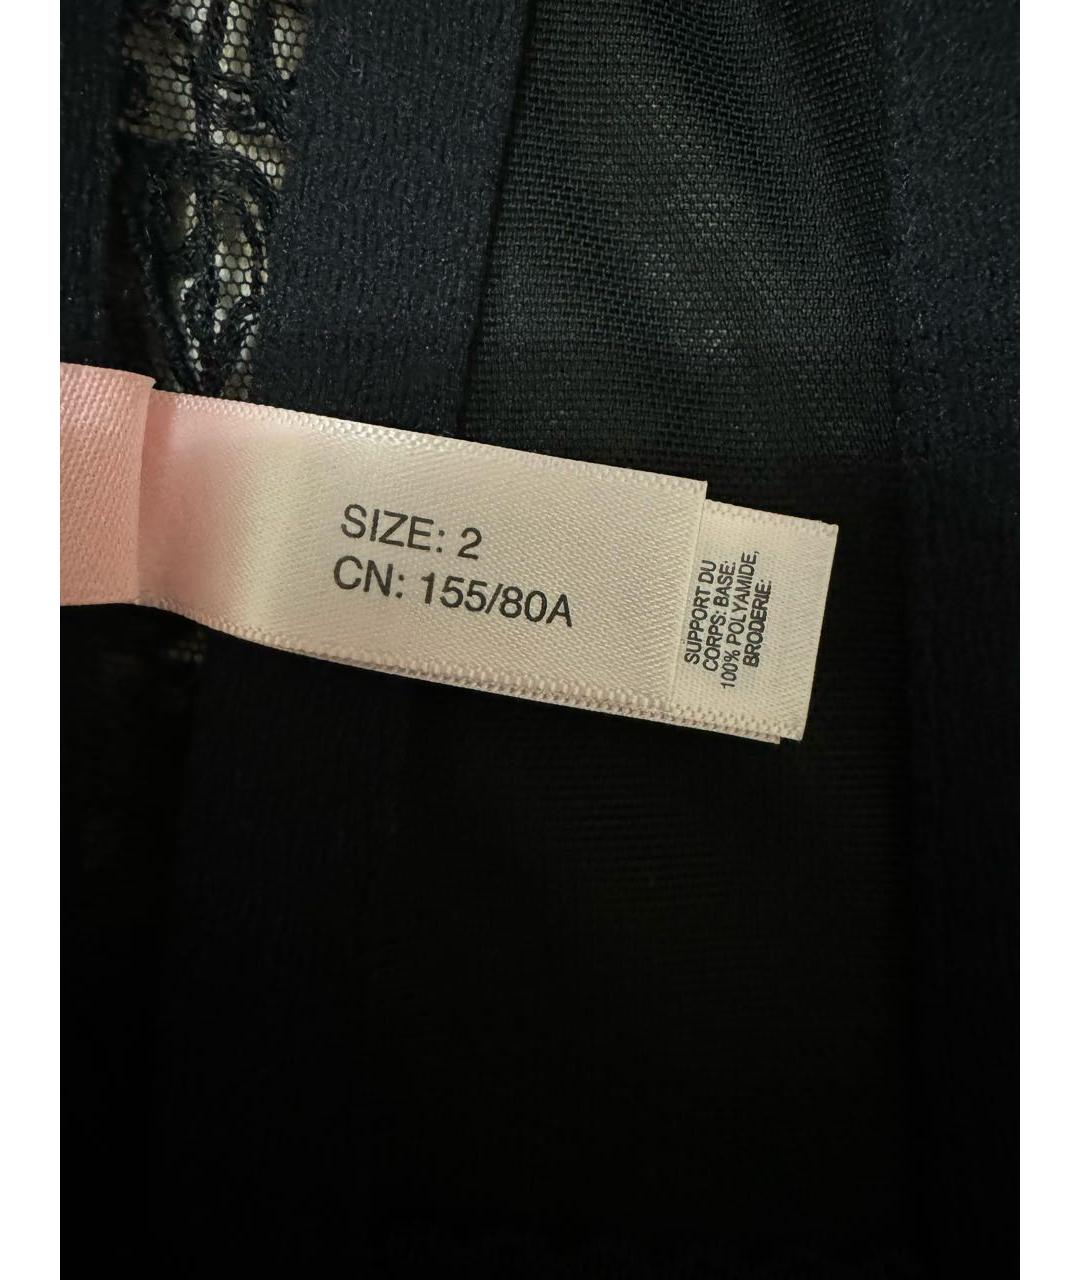 SIZE: 2
CN: 155/80A
SUPPORT DU
CORPS: BASE:
100% POLYAMIDE,
BRODERIE: